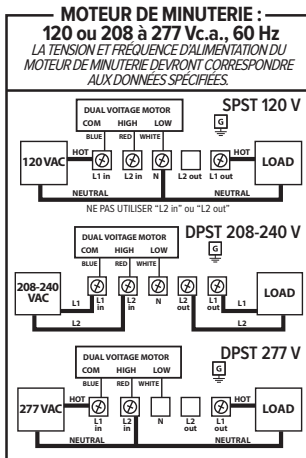 MOTEUR DE MINUTERIE :
120 ou 208 à 277 Vc.a., 60 Hz
LA TENSION ET FRÉQUENCE D'ALIMENTATION DU
MOTEUR DE MINUTERIE DEVRONT CORRESPONDRE
AUX DONNÉES SPÉCIFIÉES.
SPST 120 V
DUAL VOLTAGE MOTOR
COM HIGH LOW
G
BLUE RED WHITE
120 VAC HOT HOT LOAD
L1 in L2 in N L2 out L1 out
NEUTRAL NEUTRAL
NE PAS UTILISER “L2 in” ou “L2 out”
DPST 208-240 V
DUAL VOLTAGE MOTOR
COM HIGH LOW
G
BLUE RED WHITE
208-240
VAC
LOAD
L1 L1 in L2 in N L2 out L1 out L1
L2 L2
DPST 277 V
DUAL VOLTAGE MOTOR
COM HIGH LOW
G
BLUE RED WHITE
277 VAC HOT HOT LOAD
L1 in L2 in N L2 out L1 out
NEUTRAL NEUTRAL